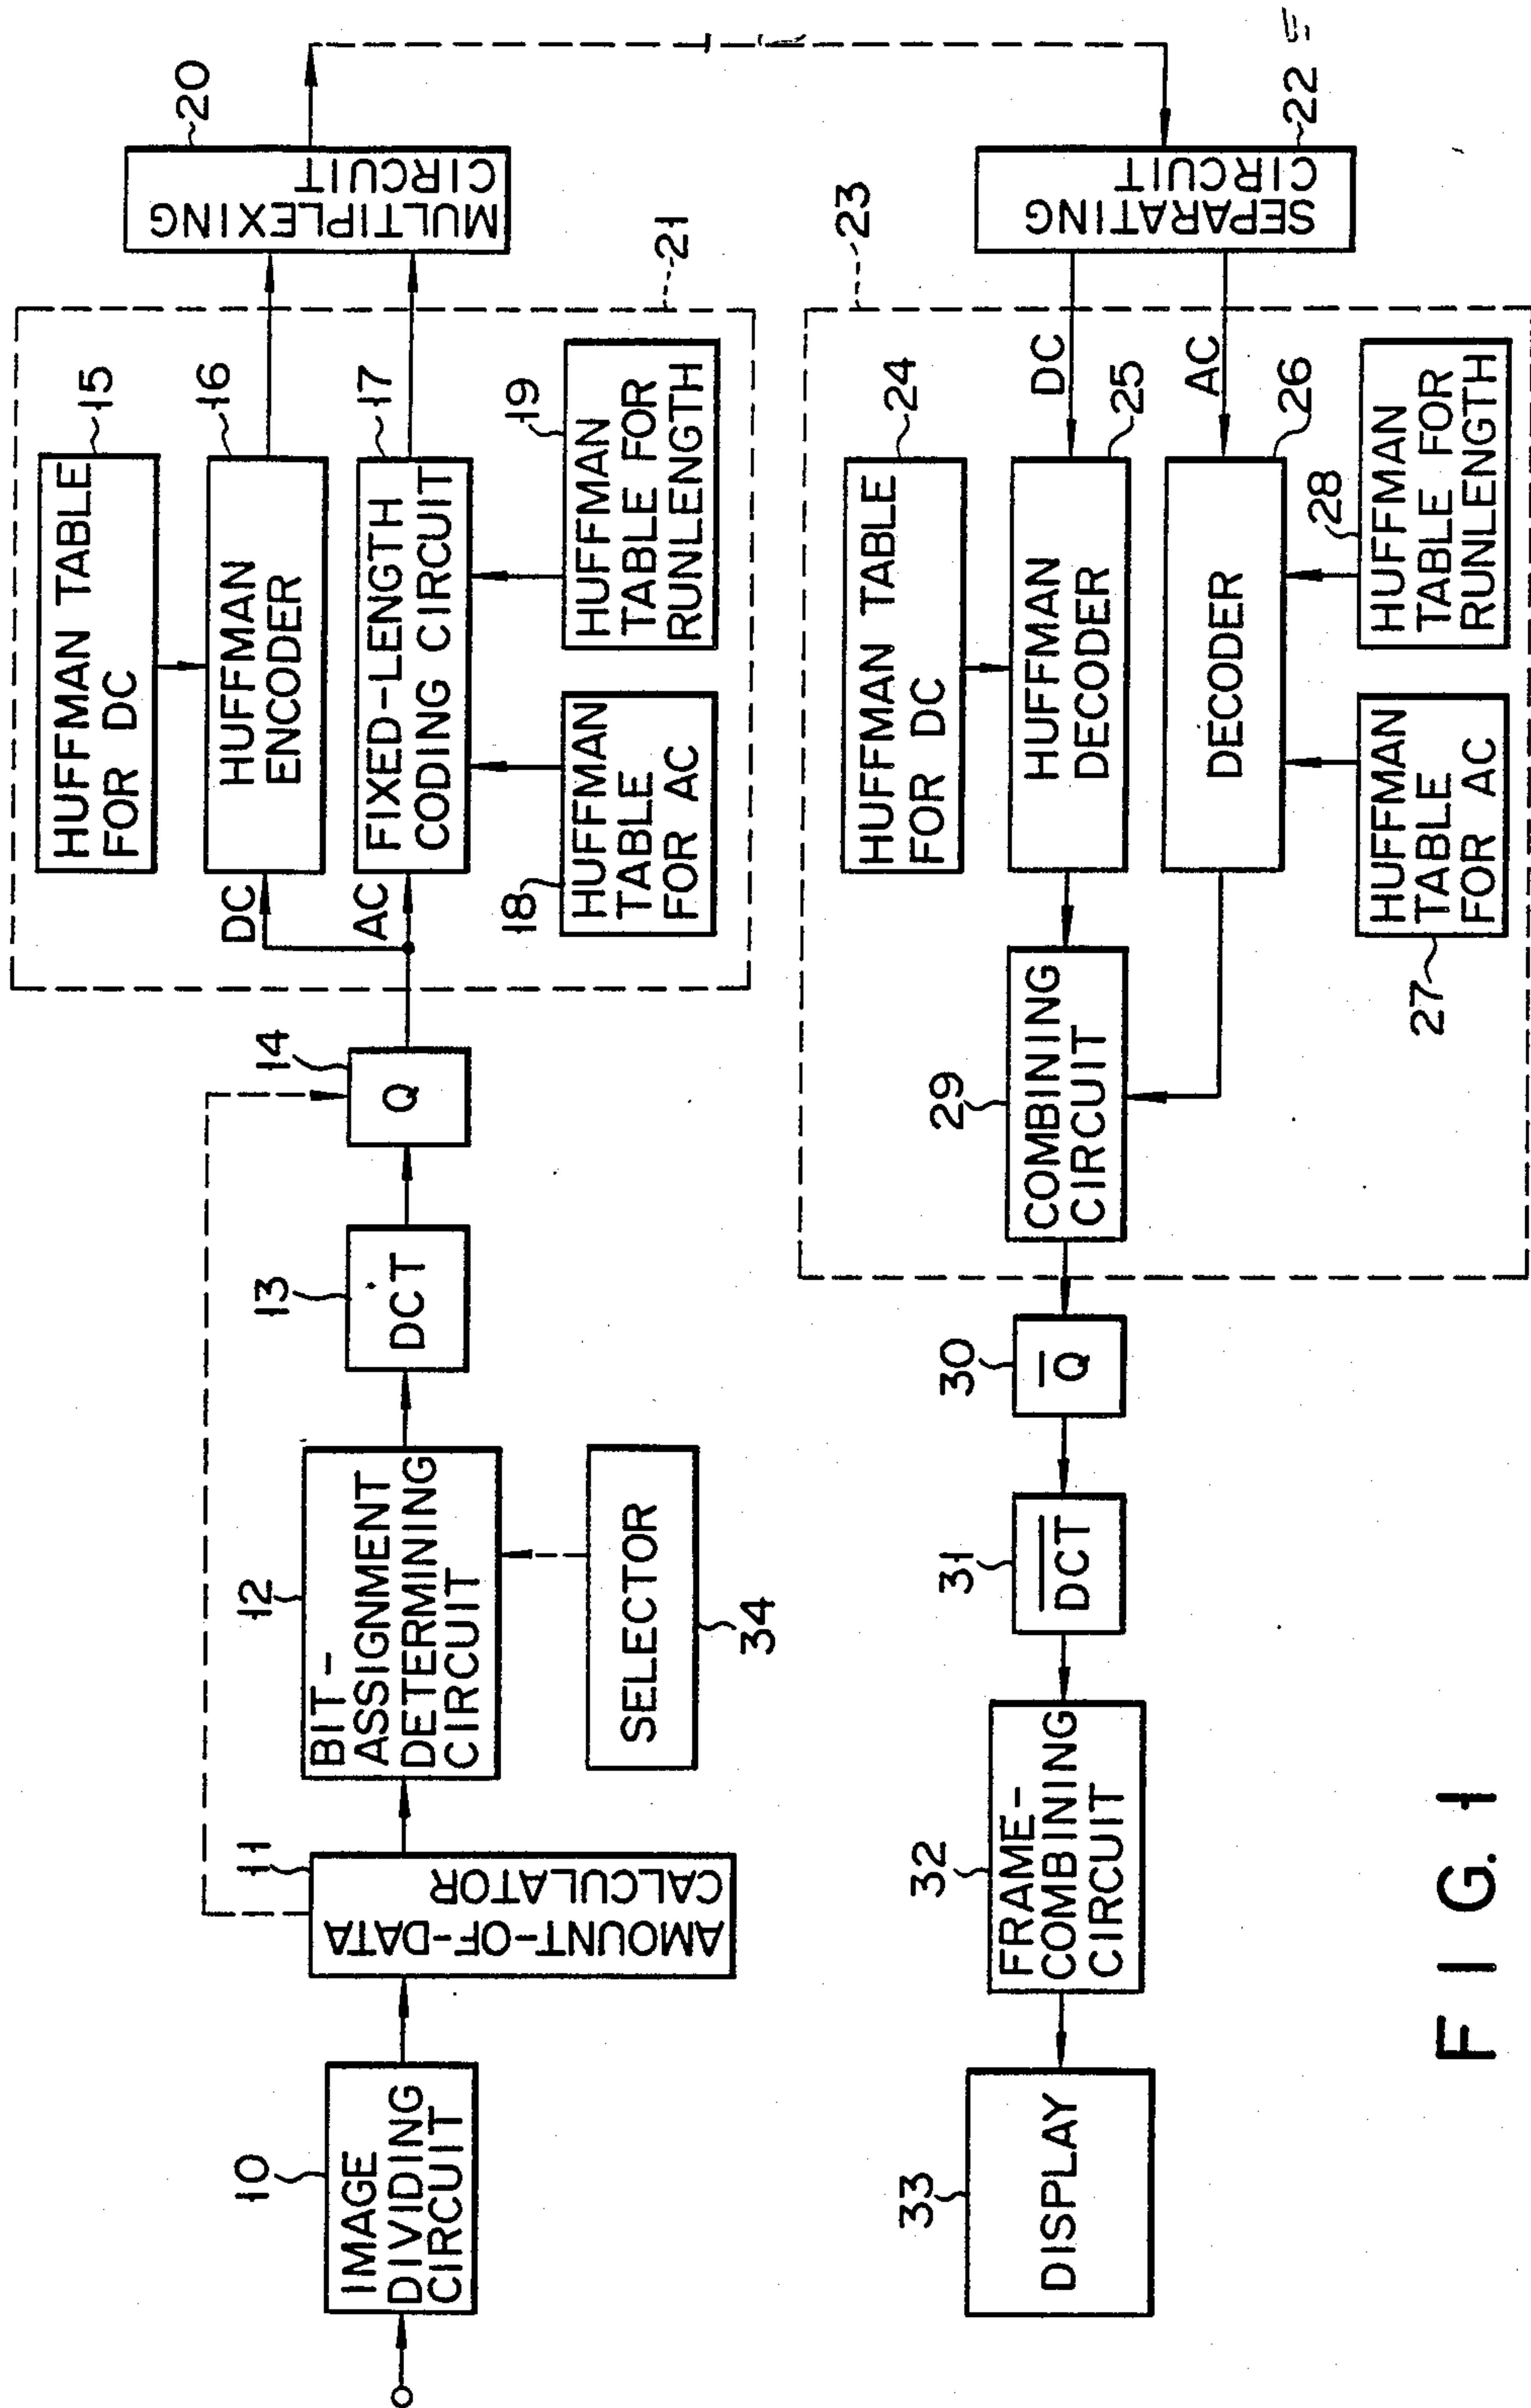 10
IMAGE
DIVIDING
CIRCUIT
11
AMOUNT-OF-DATA
CALCULATOR
12
BIT-
ASSIGNMENT
DETERMINING
CIRCUIT
SELECTOR
34
13
DCT
14
Q
DC
AC
HUFFMAN TABLE
FOR DC
15
HUFFMAN
ENCODER
16
FIXED-LENGTH
CODING CIRCUIT
17
18
HUFFMAN
TABLE
FOR AC
19
HUFFMAN
TABLE FOR
RUNLENGTH
21
MULTIPLEXING
CIRCUIT
20
SEPARATING
CIRCUIT
22
23
DC
AC
HUFFMAN TABLE
FOR DC
24
HUFFMAN
DECODER
25
DECODER
26
27
HUFFMAN
TABLE
FOR AC
28
HUFFMAN
TABLE FOR
RUNLENGTH
29
COMBINING
CIRCUIT
30
Q̅
31
D̅C̅T̅
32
FRAME-
COMBINING
CIRCUIT
33
DISPLAY
FIG. 1